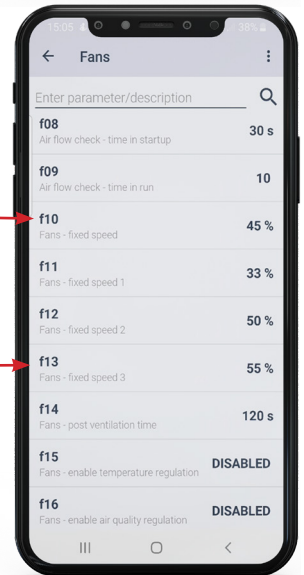 15:05
38%
Fans
Enter parameter/description
f08
30 s
Air flow check - time in startup
f09
10
Air flow check - time in run
f10
45 %
Fans - fixed speed
f11
33 %
Fans - fixed speed 1
f12
50 %
Fans - fixed speed 2
f13
55 %
Fans - fixed speed 3
f14
120 s
Fans - post ventilation time
f15
DISABLED
Fans - enable temperature regulation
f16
DISABLED
Fans - enable air quality regulation